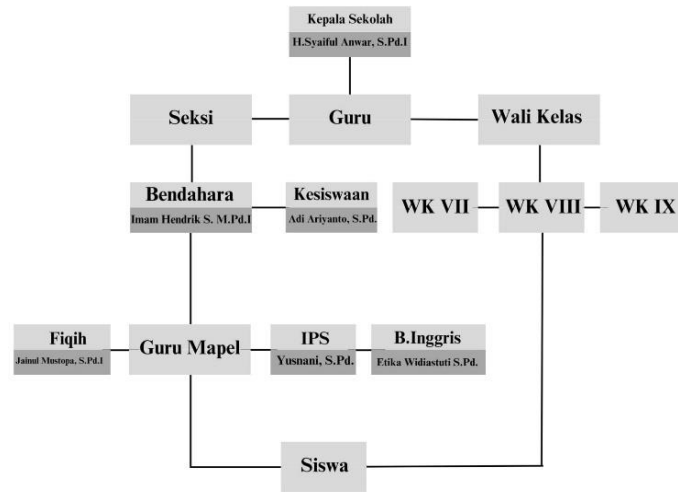 Kepala Sekolah
H.Syaiful Anwar, S.Pd.I
Seksi
Guru
Wali Kelas
Bendahara
Imam Hendrik S. M.Pd.I
Kesiswaan
Adi Ariyanto, S.Pd.
WK VII
WK VIII
WK IX
Fiqih
Jainul Mustopa, S.Pd.I
Guru Mapel
IPS
Yusnani, S.Pd.
B.Inggris
Etika Widiastuti S.Pd.
Siswa